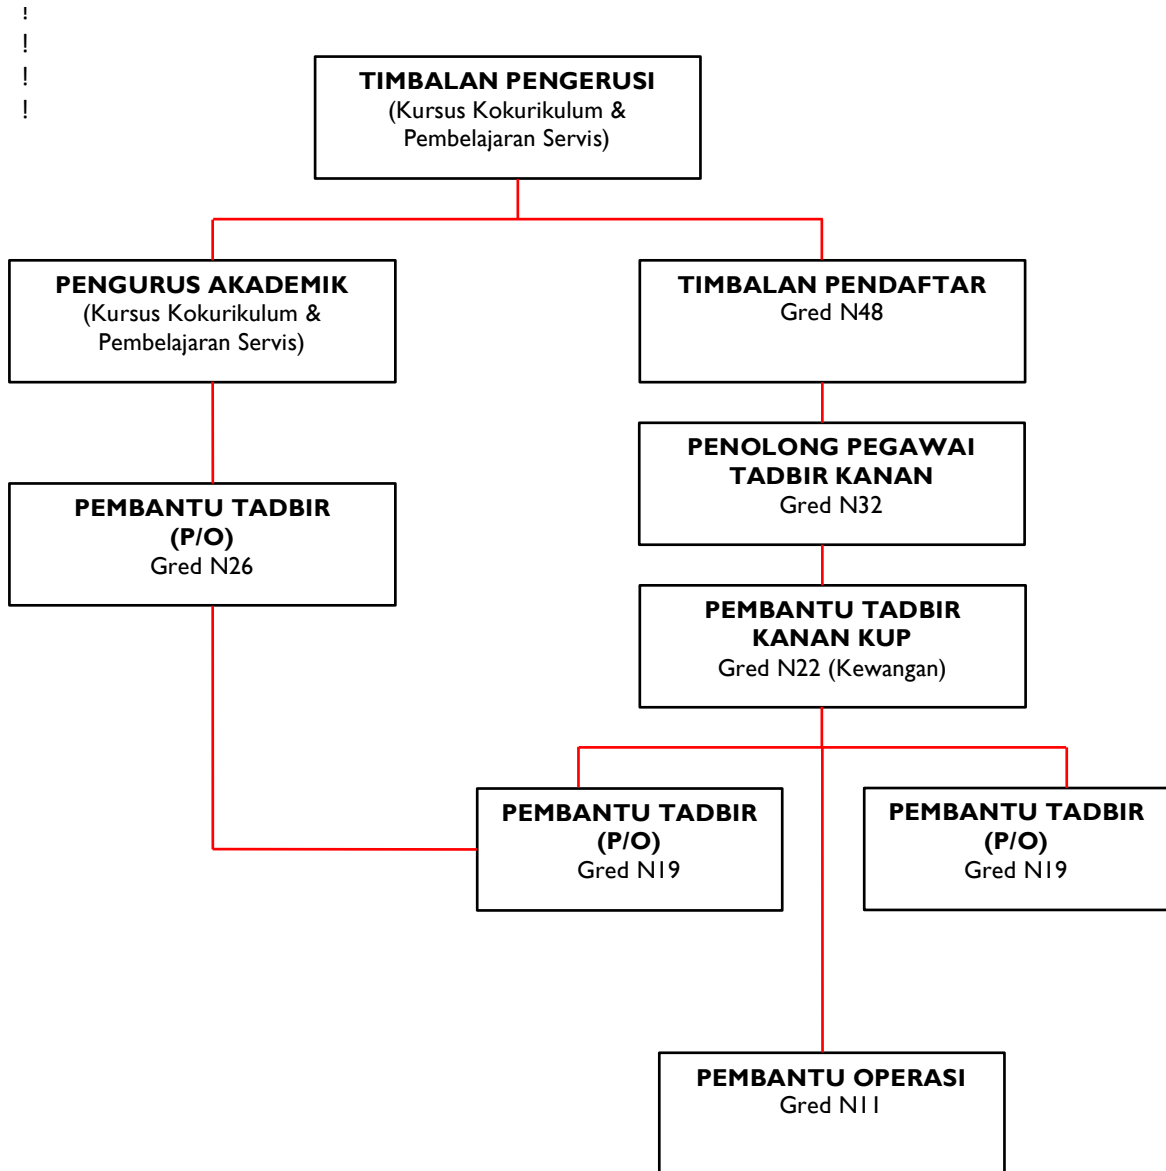 !
!
!
!
TIMBALAN PENGERUSI
(Kursus Kokurikulum &
Pembelajaran Servis)
PENGURUS AKADEMIK
(Kursus Kokurikulum &
Pembelajaran Servis)
TIMBALAN PENDAFTAR
Gred N48
PENOLONG PEGAWAI
TADBIR KANAN
Gred N32
PEMBANTU TADBIR
(P/O)
Gred N26
PEMBANTU TADBIR
KANAN KUP
Gred N22 (Kewangan)
PEMBANTU TADBIR
(P/O)
Gred N19
PEMBANTU TADBIR
(P/O)
Gred N19
PEMBANTU OPERASI
Gred N11